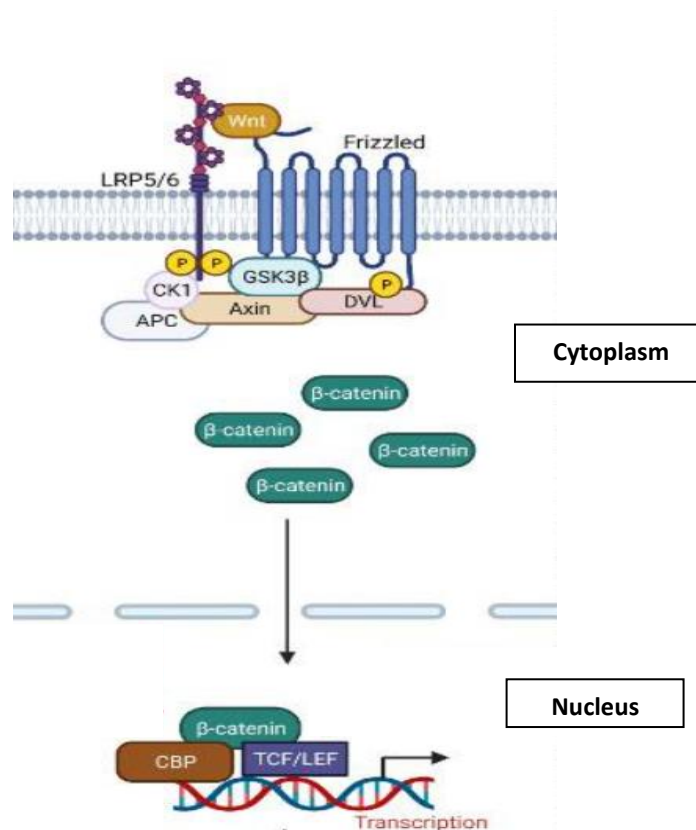 Wnt
Frizzled
LRP5/6
P
P
GSK3β
CK1
P
DVL
Axin
APC
Cytoplasm
β-catenin
β-catenin
β-catenin
β-catenin
Nucleus
β-catenin
CBP
TCF/LEF
Transcription